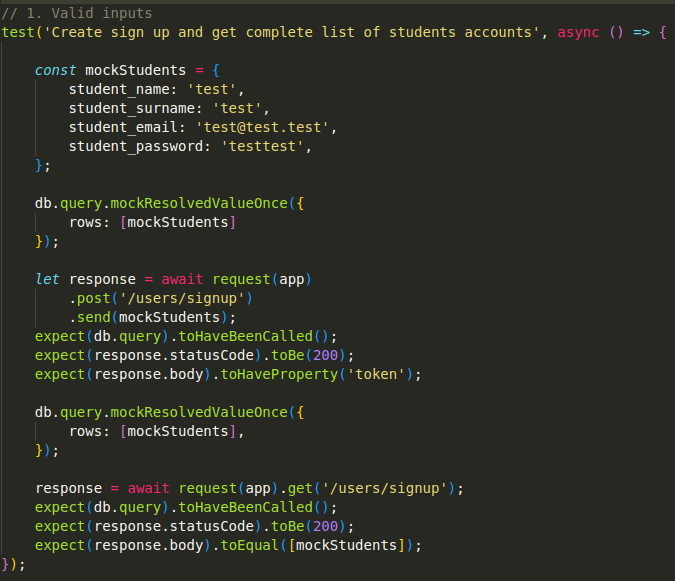 // 1. Valid inputs
test('Create sign up and get complete list of students accounts', async () => {
const mockStudents = {
student_name: 'test',
student_surname: 'test',
student_email: 'test@test.test',
student_password: 'testtest',
};
db.query.mockResolvedValueOnce({
rows: [mockStudents]
});
let response = await request(app)
.post('/users/signup')
.send(mockStudents);
expect(db.query).toHaveBeenCalled();
expect(response.statusCode).toBe(200);
expect(response.body).toHaveProperty('token');
db.query.mockResolvedValueOnce({
rows: [mockStudents],
});
response = await request(app).get('/users/signup');
expect(db.query).toHaveBeenCalled();
expect(response.statusCode).toBe(200);
expect(response.body).toEqual([mockStudents]);
});